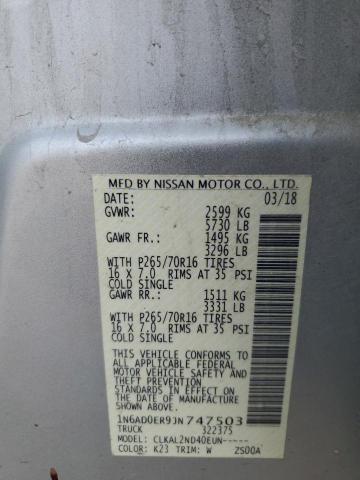 MFD BY NISSAN MOTOR CO., LTD.
DATE: 03/18
GVWR: 2599 KG
5730 LB
GAWR FR.: 1495 KG
3296 LB
WITH P265/70R16 TIRES
16 X 7.0 RIMS AT 35 PSI
COLD SINGLE
GAWR RR.: 1511 KG
3331 LB
WITH P265/70R16 TIRES
16 X 7.0 RIMS AT 35 PSI
COLD SINGLE
THIS VEHICLE CONFORMS TO ALL
APPLICABLE FEDERAL MOTOR
VEHICLE SAFETY AND THEFT
PREVENTION STANDARDS IN
EFFECT ON THE DATE OF
MANUFACTURE SHOWN ABOVE.
1N6AD0ER9JN747503
TRUCK 322375
MODEL: CLKAL2ND40EUN-----
COLOR: K23 TRIM: W ZS00A